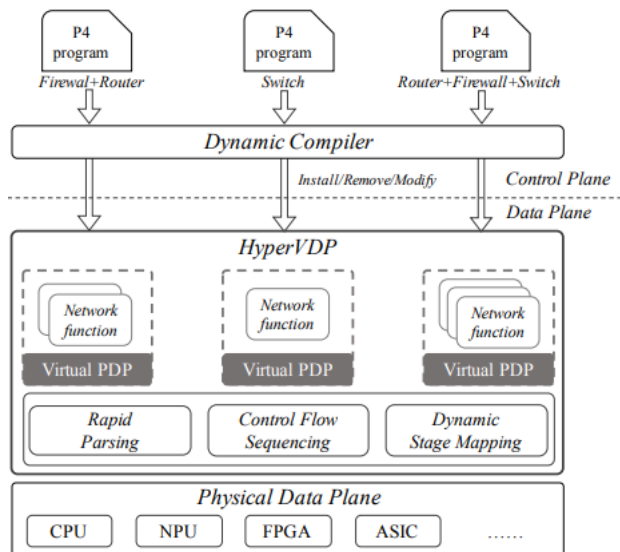 P4 program
P4 program
P4 program
Firewal+Router
Switch
Router+Firewall+Switch
Dynamic Compiler
Install/Remove/Modify
Control Plane
Data Plane
HyperVDP
Network function
Network function
Network function
Virtual PDP
Virtual PDP
Virtual PDP
Rapid Parsing
Control Flow Sequencing
Dynamic Stage Mapping
Physical Data Plane
CPU
NPU
FPGA
ASIC
......